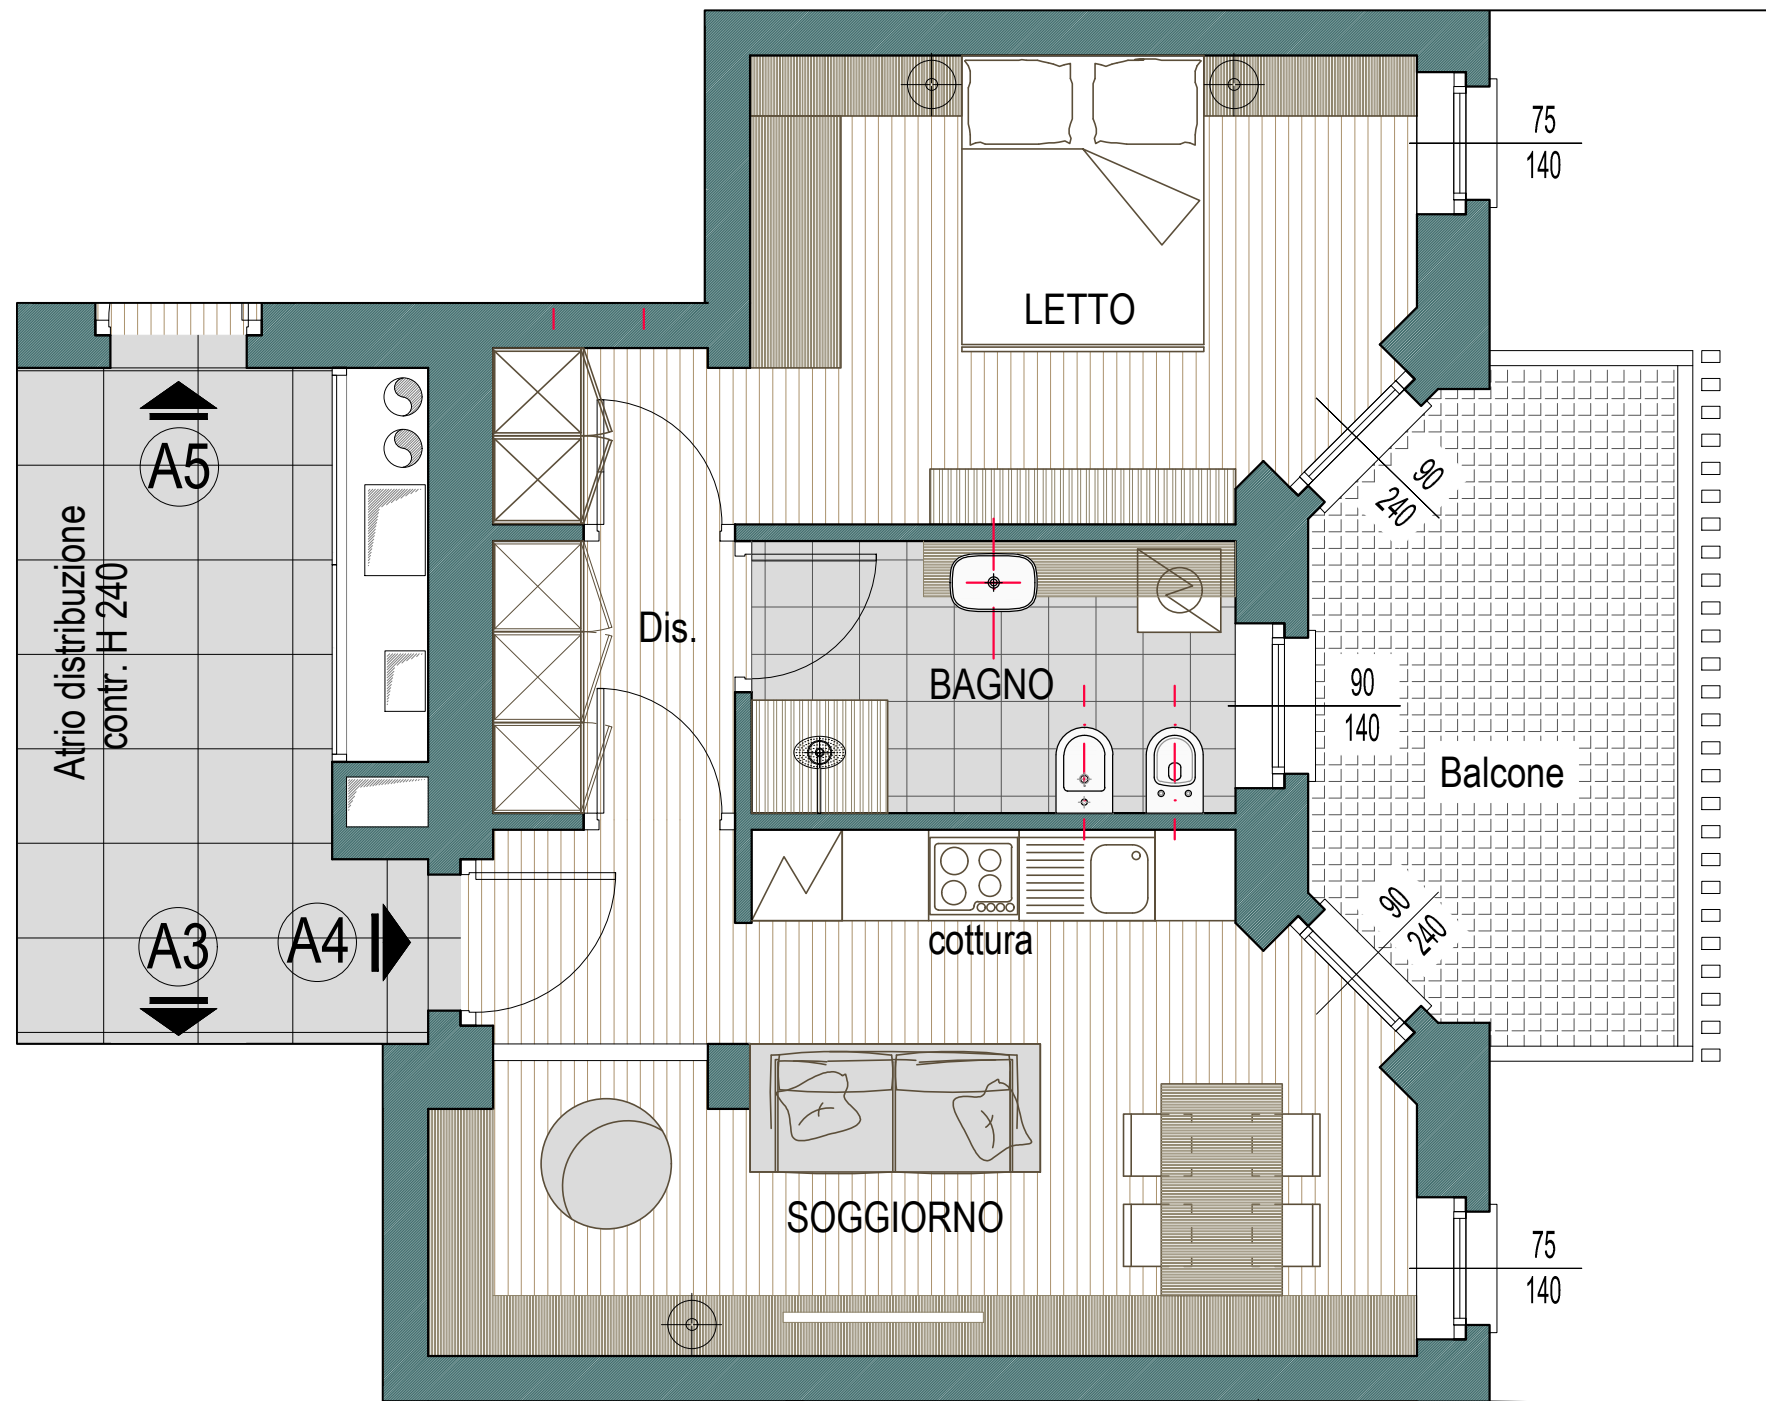 75
140
LETTO
A5
90
240
Atrio distribuzione
contr. H 240
Dis.
BAGNO
90
140
Balcone
A3
A4
cottura
90
240
SOGGIORNO
75
140